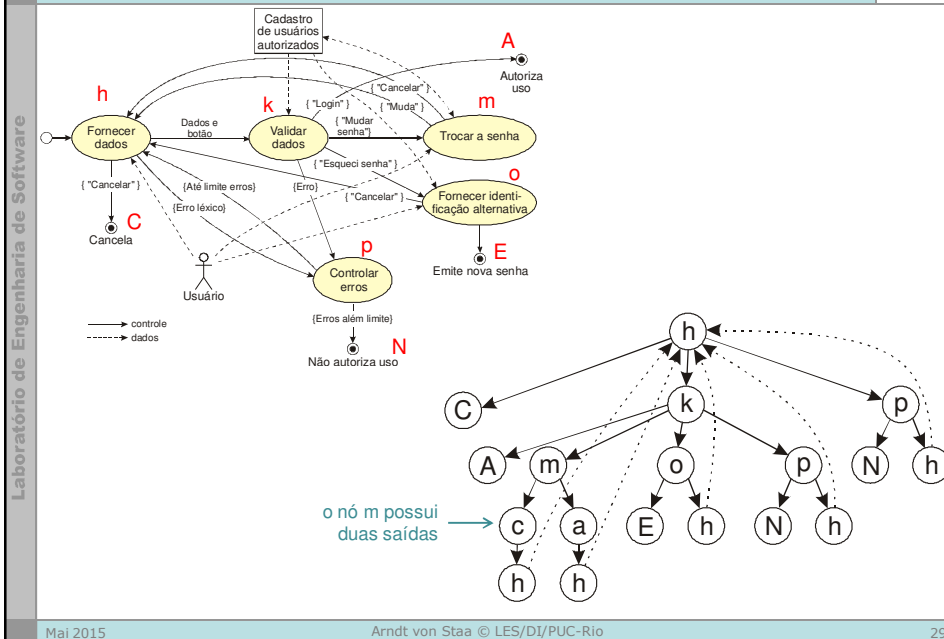 Laboratório de Engenharia de Software
Cadastro
de usuários
autorizados
A
Autoriza
uso
h
Fornecer
dados
Dados e
botão
k
Validar
dados
{ "Login" }
{ "Cancelar" }
{ "Muda" }
{ "Mudar
senha"}
m
Trocar a senha
{ "Esqueci senha" }
{ "Cancelar" }
o
Fornecer identi-
ficação alternativa
{ "Cancelar" }
{Até limite erros}
{Erro}
{Erro léxico}
C
Cancela
E
Emite nova senha
p
Controlar
erros
Usuário
{Erros além limite}
N
Não autoriza uso
controle
dados
h
C
k
p
A
m
o
p
N
h
o nó m possui
duas saídas
c
a
E
h
N
h
h
h
Mai 2015
Arndt von Staa © LES/DI/PUC-Rio
29